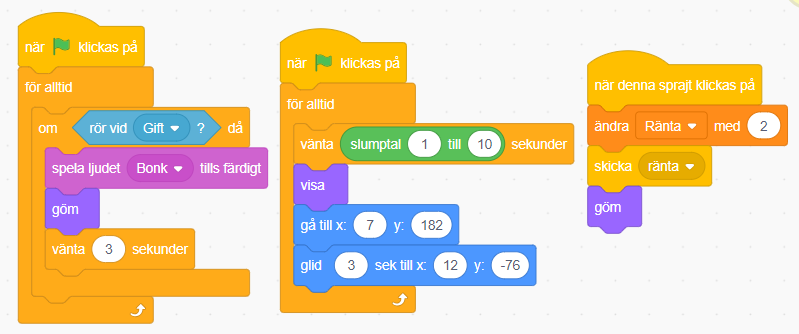 när klickas på
för alltid
om rör vid Gift ? då
spela ljudet Bonk tills färdigt
göm
vänta 3 sekunder
när klickas på
för alltid
vänta slumptal 1 till 10 sekunder
visa
gå till x: 7 y: 182
glid 3 sek till x: 12 y: -76
när denna sprajt klickas på
ändra Ränta med 2
skicka ränta
göm